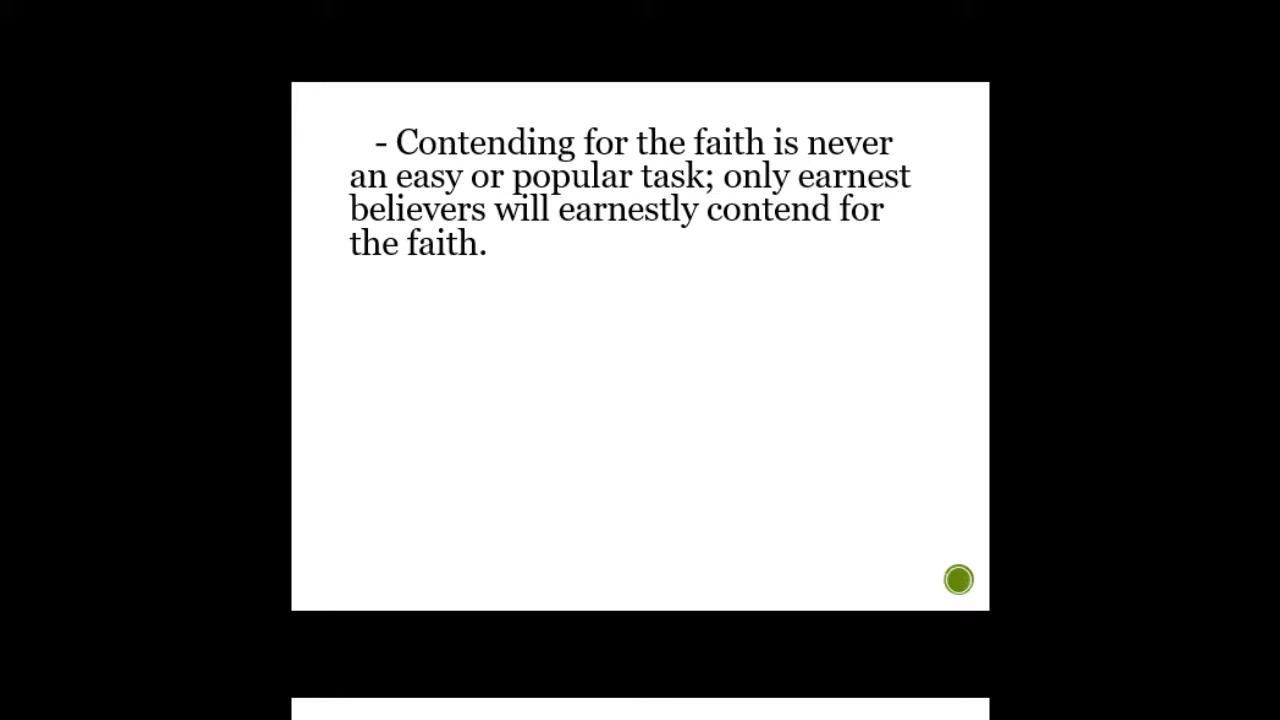 - Contending for the faith is never
an easy or popular task; only earnest
believers will earnestly contend for
the faith.